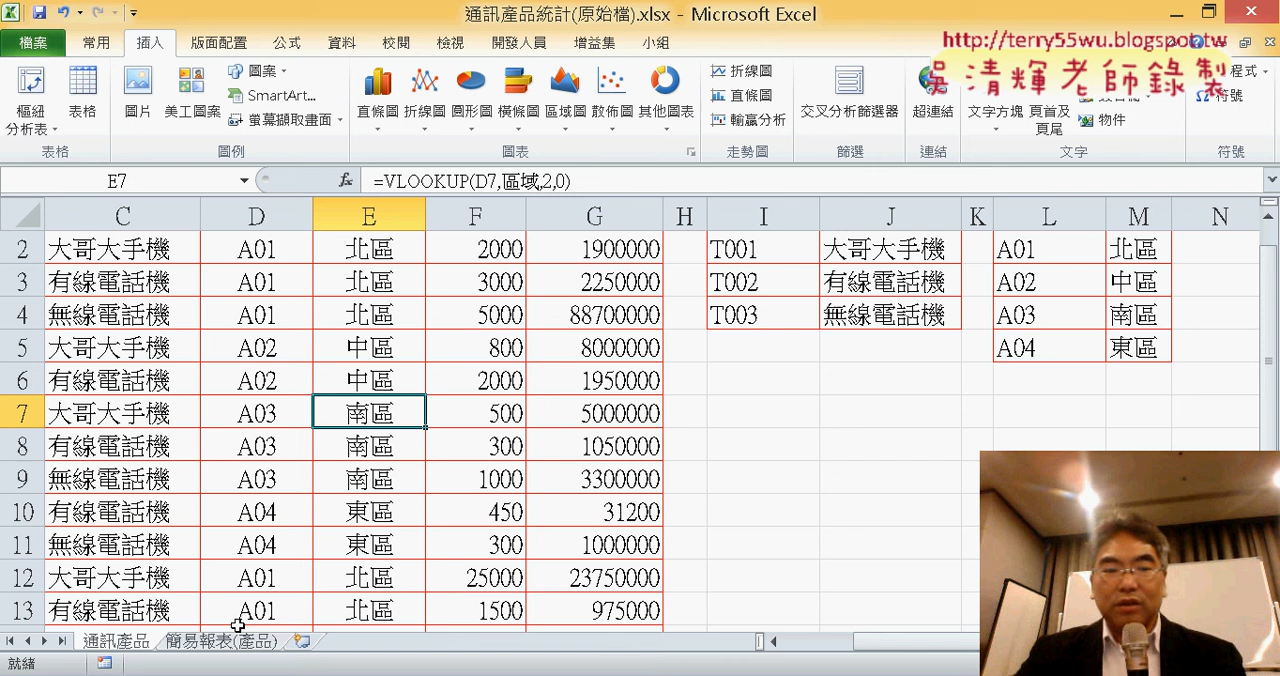 通訊產品統計(原始檔).xlsx - Microsoft Excel
檔案 常用 插入 版面配置 公式 資料 校閱 檢視 開發人員 增益集 小組
http://terry55wu.blogspot.tw
吳清輝老師錄製
樞紐分析表 表格 圖片 美工圖案 圖案 SmartArt... 螢幕擷取畫面 直條圖 折線圖 圓形圖 橫條圖 區域圖 散佈圖 其他圖表 折線圖 直條圖 輸贏分析 交叉分析篩選器 超連結 文字方塊 頁首及頁尾 物件 程式 符號
表格 圖例 圖表 走勢圖 篩選 連結 文字 符號
E7 fx =VLOOKUP(D7,區域,2,0)
C D E F G H I J K L M N
2 大哥大手機 A01 北區 2000 1900000 T001 大哥大手機 A01 北區
3 有線電話機 A01 北區 3000 2250000 T002 有線電話機 A02 中區
4 無線電話機 A01 北區 5000 88700000 T003 無線電話機 A03 南區
5 大哥大手機 A02 中區 800 8000000 A04 東區
6 有線電話機 A02 中區 2000 1950000
7 大哥大手機 A03 南區 500 5000000
8 有線電話機 A03 南區 300 1050000
9 無線電話機 A03 南區 1000 3300000
10 有線電話機 A04 東區 450 31200
11 無線電話機 A04 東區 300 1000000
12 大哥大手機 A01 北區 25000 23750000
13 有線電話機 A01 北區 1500 975000
通訊產品 簡易報表(產品)
就緒